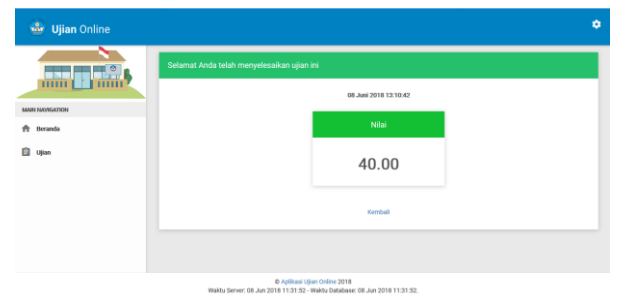 Ujian Online
Selamat Anda telah menyelesaikan ujian ini
MAIN NAVIGATION
Beranda
Ujian
08 Juni 2018 13:10:42
Nilai
40.00
Kembali
© Aplikasi Ujian Online 2018
Waktu Server: 08 Jun 2018 11:31:52 - Waktu Database: 08 Jun 2018 11:31:52.